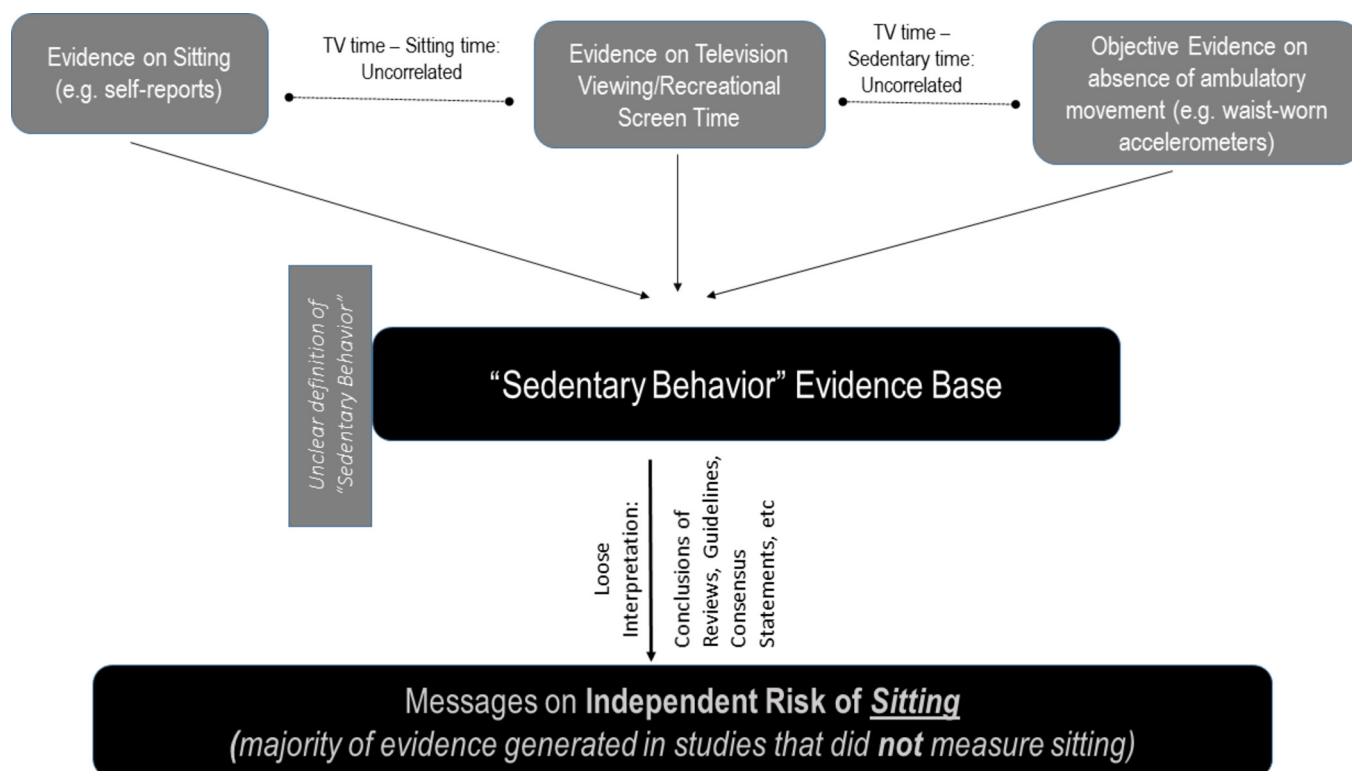 Evidence on Sitting
(e.g. self-reports)
TV time – Sitting time:
Uncorrelated
Evidence on Television
Viewing/Recreational
Screen Time
TV time –
Sedentary time:
Uncorrelated
Objective Evidence on
absence of ambulatory
movement (e.g. waist-worn
accelerometers)
Unclear definition of
“Sedentary Behavior”
“Sedentary Behavior” Evidence Base
Loose
Interpretation:
Conclusions of
Reviews, Guidelines,
Consensus
Statements, etc
Messages on Independent Risk of Sitting
(majority of evidence generated in studies that did not measure sitting)